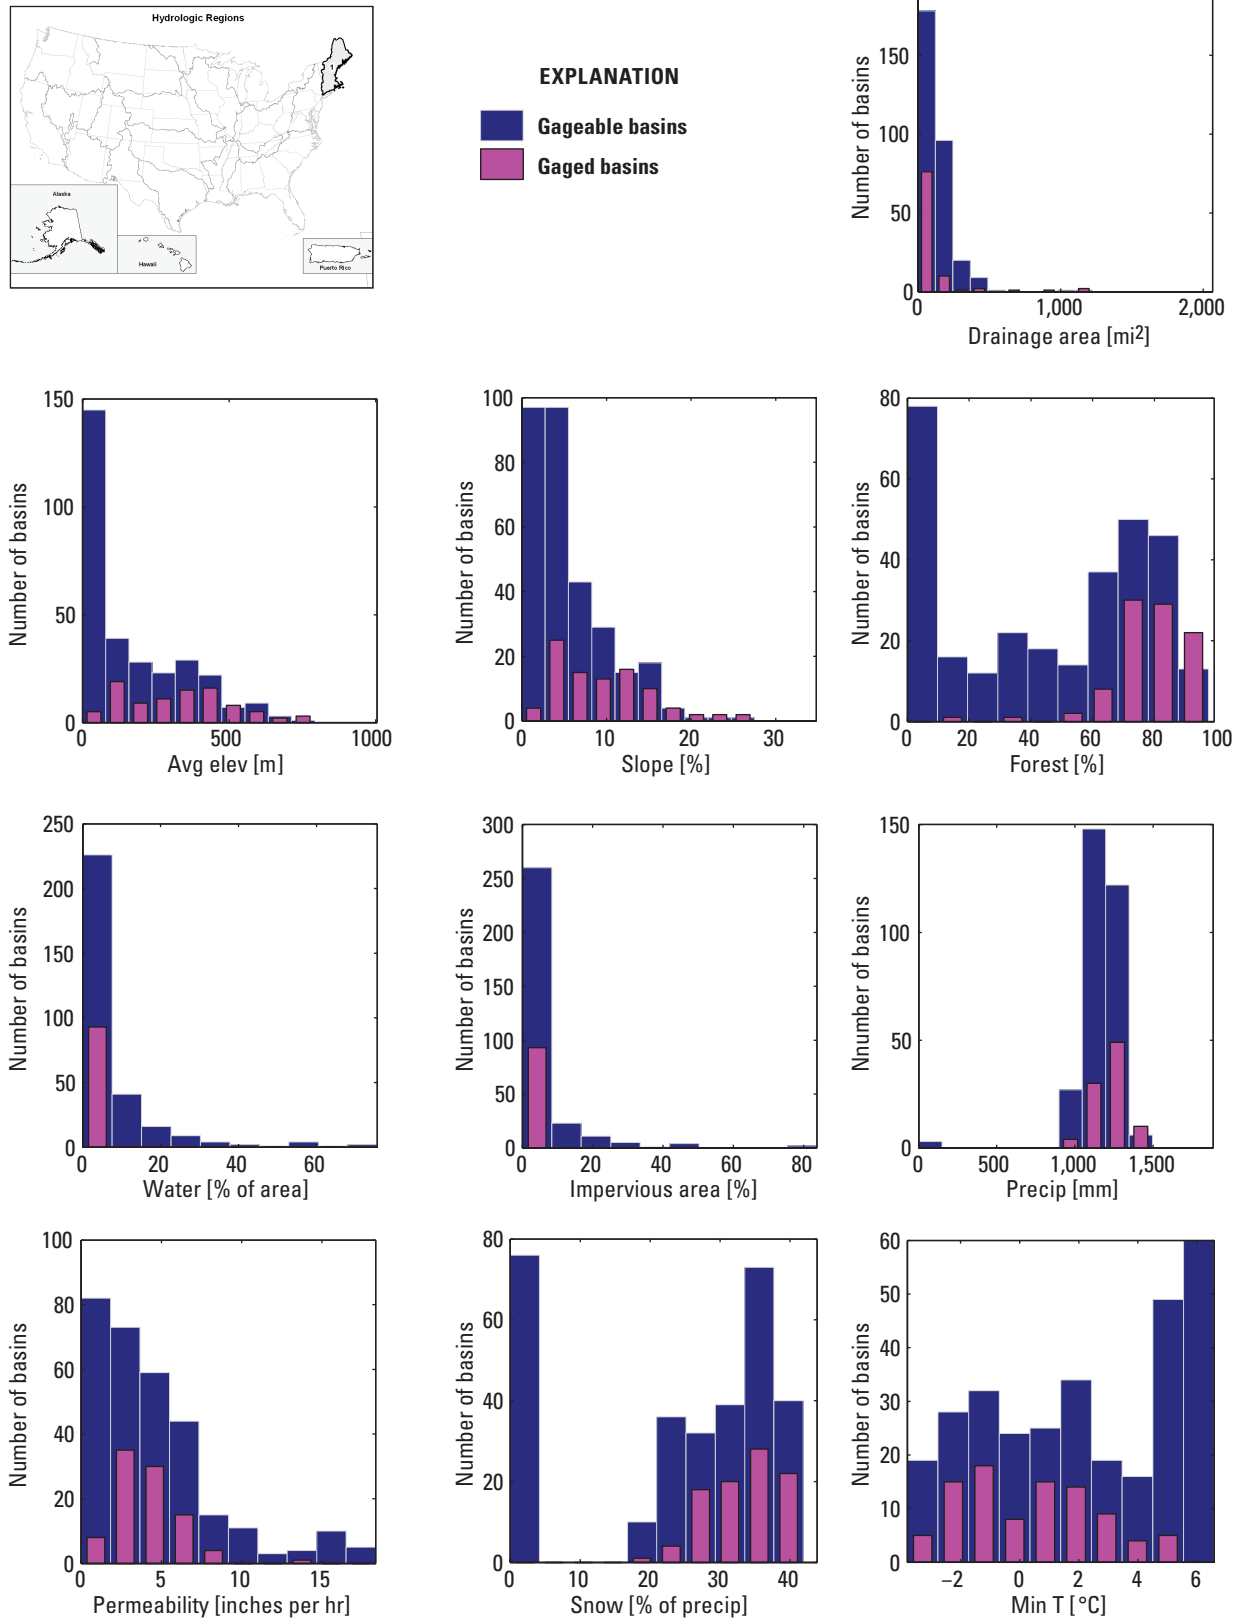 Hydrologic Regions
1
Alaska
Hawaii
Puerto Rico
EXPLANATION
Gageable basins
Gaged basins
Number of basins
150
100
50
0
0 1,000 2,000
Drainage area [mi2]
Number of basins
150
100
50
0
0 500 1000
Avg elev [m]
Number of basins
100
80
60
40
20
0
0 10 20 30
Slope [%]
Number of basins
80
60
40
20
0
0 20 40 60 80 100
Forest [%]
Number of basins
250
200
150
100
50
0
0 20 40 60
Water [% of area]
Number of basins
300
250
200
150
100
50
0
0 20 40 60 80
Impervious area [%]
Nnumber of basins
150
100
50
0
0 500 1,000 1,500
Precip [mm]
Number of basins
100
80
60
40
20
0
0 5 10 15
Permeability [inches per hr]
Number of basins
80
60
40
20
0
0 10 20 30 40
Snow [% of precip]
Number of basins
60
50
40
30
20
10
0
−2 0 2 4 6
Min T [°C]